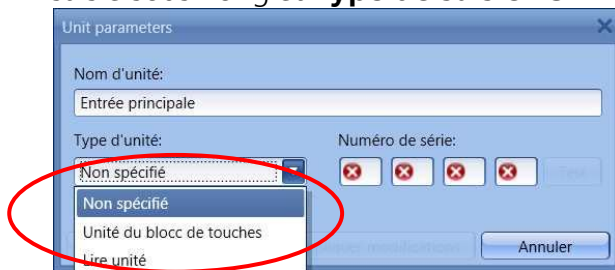 Unit parameters
Nom d'unité:
Entrée principale
Type d'unité: Numéro de série:
Non spécifié
Non spécifié
Unité du blocc de touches
Lire unité
Annuler